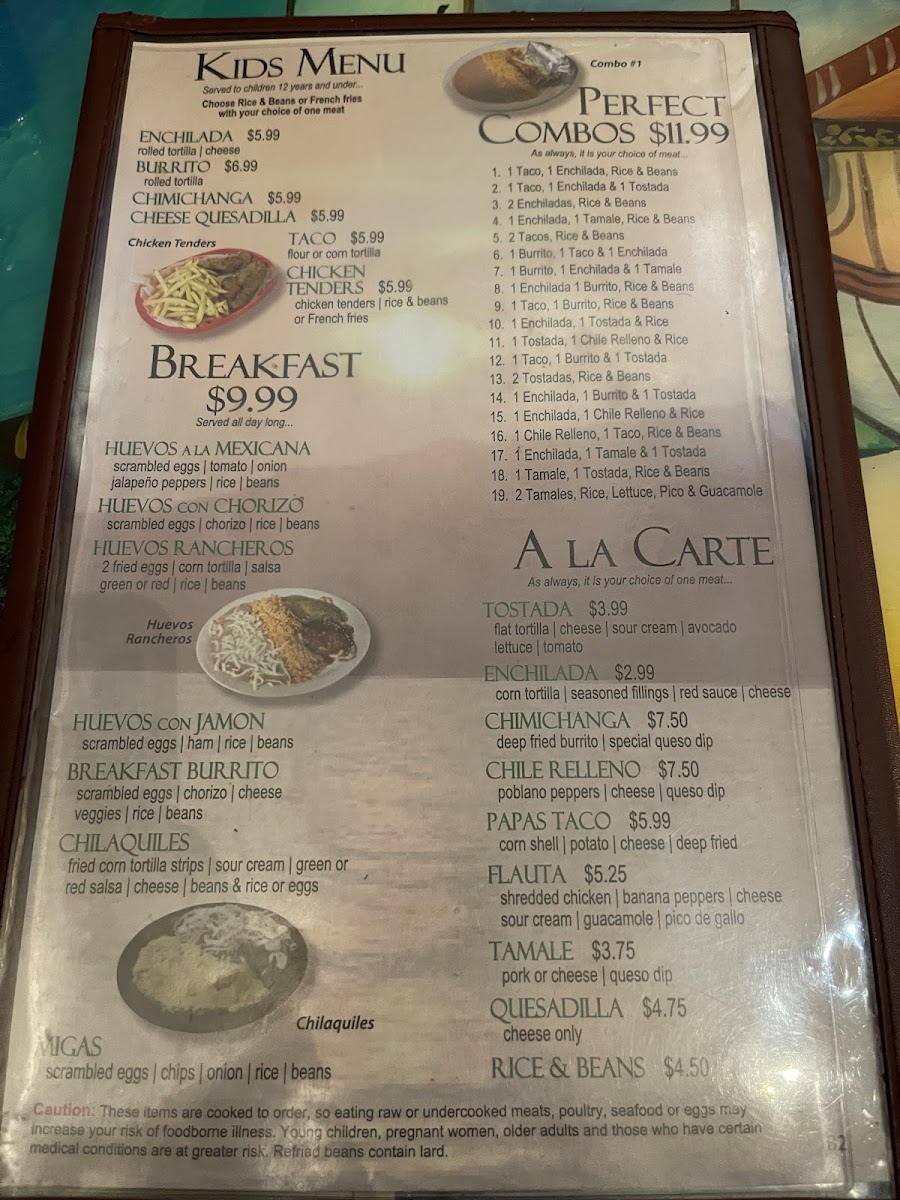 KIDS MENU
Served to children 12 years and under...
Choose Rice & Beans or French fries
with your choice of one meat
ENCHILADA $5.99
rolled tortilla | cheese
BURRITO $6.99
rolled tortilla
CHIMICHANGA $5.99
CHEESE QUESADILLA $5.99
Chicken Tenders
TACO $5.99
flour or corn tortilla
CHICKEN
TENDERS $5.99
chicken tenders | rice & beans
or French fries
BREAKFAST
$9.99
Served all day long...
HUEVOS A LA MEXICANA
scrambled eggs | tomato | onion
jalapeño peppers | rice | beans
HUEVOS CON CHORIZO
scrambled eggs | chorizo | rice | beans
HUEVOS RANCHEROS
2 fried eggs | corn tortilla | salsa
green or red | rice | beans
Huevos
Rancheros
HUEVOS CON JAMON
scrambled eggs | ham | rice | beans
BREAKFAST BURRITO
scrambled eggs | chorizo | cheese
veggies | rice | beans
CHILAQUILES
fried corn tortilla strips | sour cream | green or
red salsa | cheese | beans & rice or eggs
Chilaquiles
MIGAS
scrambled eggs | chips | onion | rice | beans
Combo #1
PERFECT
COMBOS $11.99
As always, it is your choice of meat...
1. 1 Taco, 1 Enchilada, Rice & Beans
2. 1 Taco, 1 Enchilada & 1 Tostada
3. 2 Enchiladas, Rice & Beans
4. 1 Enchilada, 1 Tamale, Rice & Beans
5. 2 Tacos, Rice & Beans
6. 1 Burrito, 1 Taco & 1 Enchilada
7. 1 Burrito, 1 Enchilada & 1 Tamale
8. 1 Enchilada 1 Burrito, Rice & Beans
9. 1 Taco, 1 Burrito, Rice & Beans
10. 1 Enchilada, 1 Tostada & Rice
11. 1 Tostada, 1 Chile Relleno & Rice
12. 1 Taco, 1 Burrito & 1 Tostada
13. 2 Tostadas, Rice & Beans
14. 1 Enchilada, 1 Burrito & 1 Tostada
15. 1 Enchilada, 1 Chile Relleno & Rice
16. 1 Chile Relleno, 1 Taco, Rice & Beans
17. 1 Enchilada, 1 Tamale & 1 Tostada
18. 1 Tamale, 1 Tostada, Rice & Beans
19. 2 Tamales, Rice, Lettuce, Pico & Guacamole
A LA CARTE
As always, it is your choice of one meat...
TOSTADA $3.99
flat tortilla | cheese | sour cream | avocado
lettuce | tomato
ENCHILADA $2.99
corn tortilla | seasoned fillings | red sauce | cheese
CHIMICHANGA $7.50
deep fried burrito | special queso dip
CHILE RELLENO $7.50
poblano peppers | cheese | queso dip
PAPAS TACO $5.99
corn shell | potato | cheese | deep fried
FLAUTA $5.25
shredded chicken | banana peppers | cheese
sour cream | guacamole | pico de gallo
TAMALE $3.75
pork or cheese | queso dip
QUESADILLA $4.75
cheese only
RICE & BEANS $4.50
Caution: These items are cooked to order, so eating raw or undercooked meats, poultry, seafood or eggs may
increase your risk of foodborne illness. Young children, pregnant women, older adults and those who have certain
medical conditions are at greater risk. Refried beans contain lard.